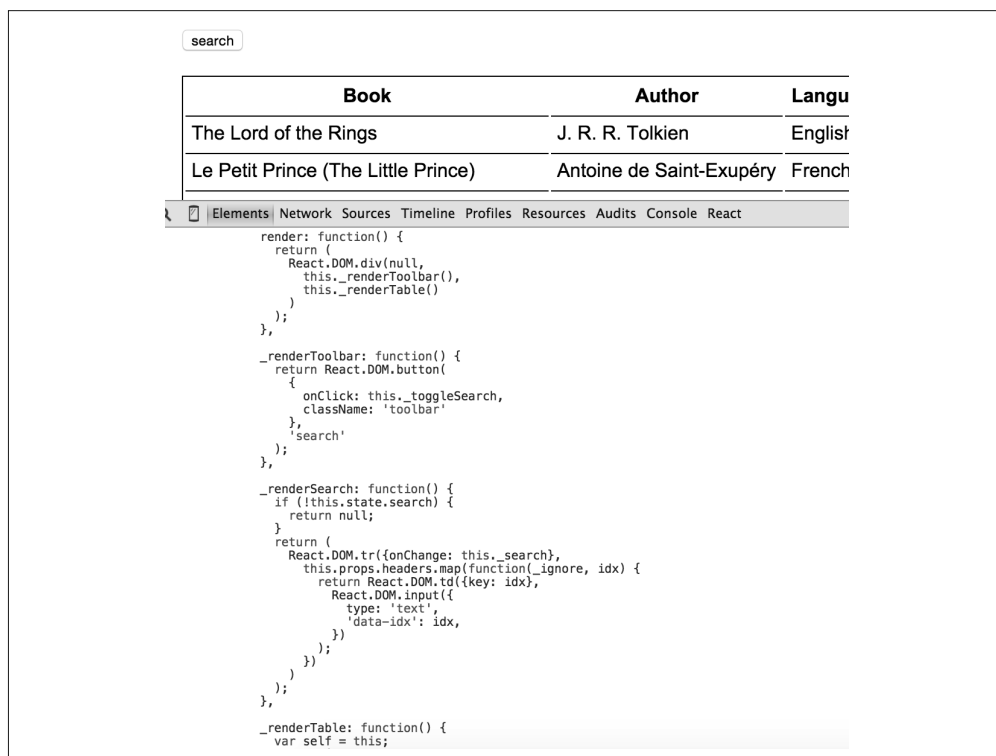 search
Book Author Langu
The Lord of the Rings J. R. R. Tolkien English
Le Petit Prince (The Little Prince) Antoine de Saint-Exupéry French
Elements Network Sources Timeline Profiles Resources Audits Console React
render: function() {
return (
React.DOM.div(null,
this._renderToolbar(),
this._renderTable()
)
);
},
_renderToolbar: function() {
return React.DOM.button(
{
onClick: this._toggleSearch,
className: 'toolbar'
},
'search'
);
},
_renderSearch: function() {
if (!this.state.search) {
return null;
}
return (
React.DOM.tr({onChange: this._search},
this.props.headers.map(function(_ignore, idx) {
return React.DOM.td({key: idx},
React.DOM.input({
type: 'text',
'data-idx': idx,
})
);
})
)
);
},
_renderTable: function() {
var self = this;